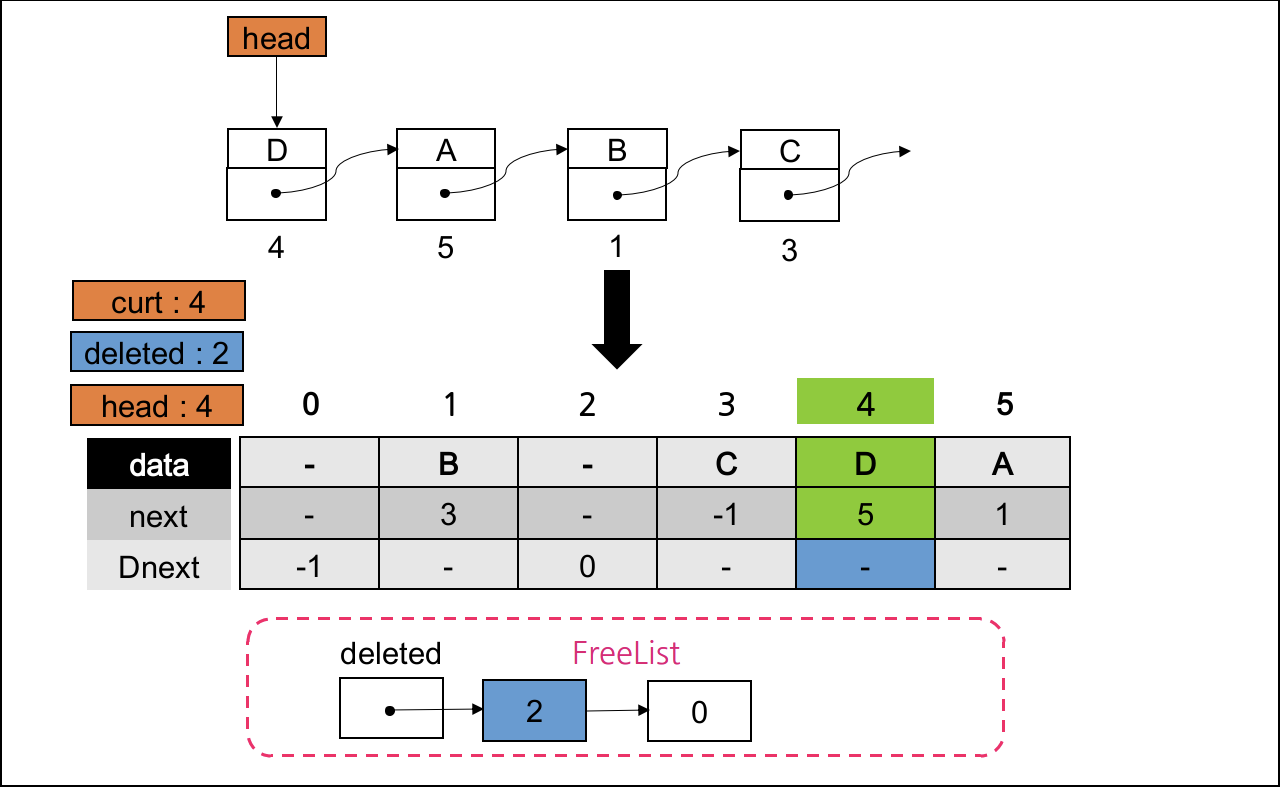 head
D A B C
4 5 1 3
curt : 4
deleted : 2
head : 4
0 1 2 3 4 5
data - B - C D A
next - 3 - -1 5 1
Dnext -1 - 0 - - -
deleted FreeList
2 0